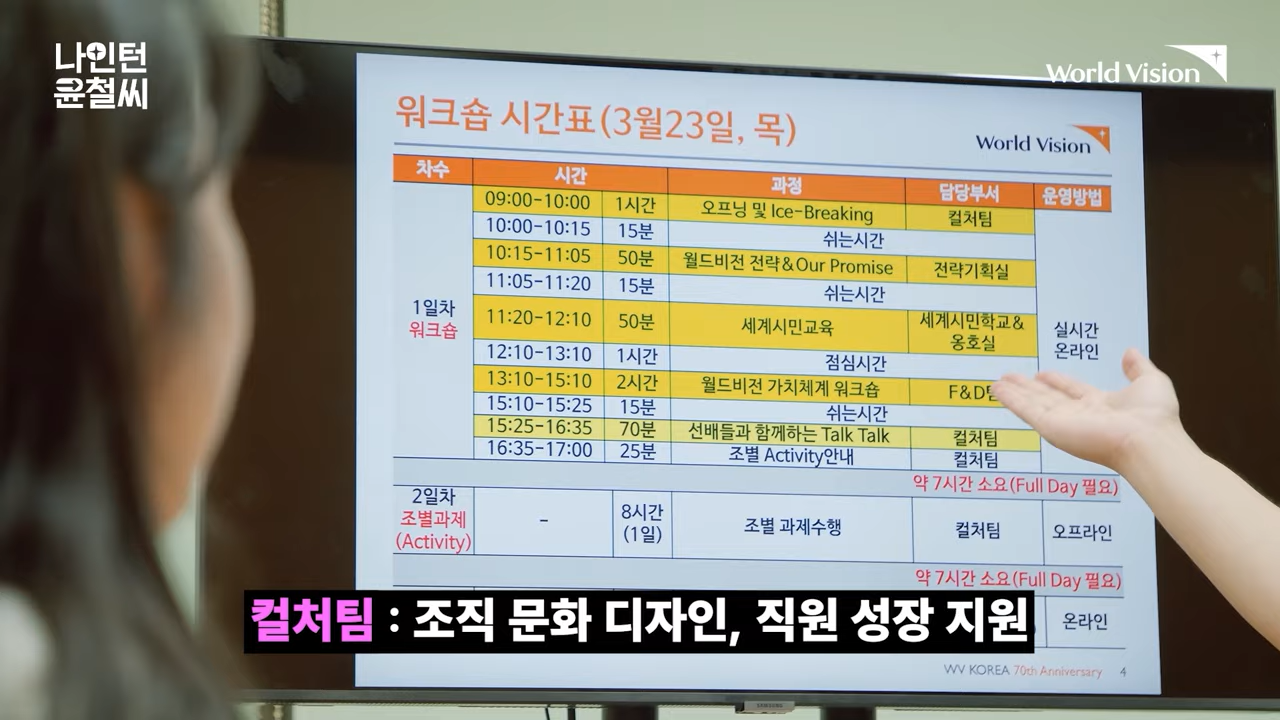 나인턴
윤철씨
World Vision
워크숍 시간표(3월23일, 목)
World Vision
차수 시간 과정 담당부서 운영방법
09:00-10:00 1시간 오프닝 및 Ice-Breaking 컬처팀
10:00-10:15 15분 쉬는시간
10:15-11:05 50분 월드비전 전략&Our Promise 전략기획실
11:05-11:20 15분 쉬는시간
1일차
워크숍
11:20-12:10 50분 세계시민교육 세계시민학교&
옹호실
실시간
온라인
12:10-13:10 1시간 점심시간
13:10-15:10 2시간 월드비전 가치체계 워크숍 F&D팀
15:10-15:25 15분 쉬는시간
15:25-16:35 70분 선배들과 함께하는 Talk Talk 컬처팀
16:35-17:00 25분 조별 Activity안내 컬처팀
약 7시간 소요(Full Day 필요)
2일차
조별과제
(Activity)
- 8시간
(1일)
조별 과제수행 컬처팀 오프라인
약 7시간 소요(Full Day 필요)
온라인
컬처팀 : 조직 문화 디자인, 직원 성장 지원
WV KOREA 70th Anniversary 4
SAMSUNG